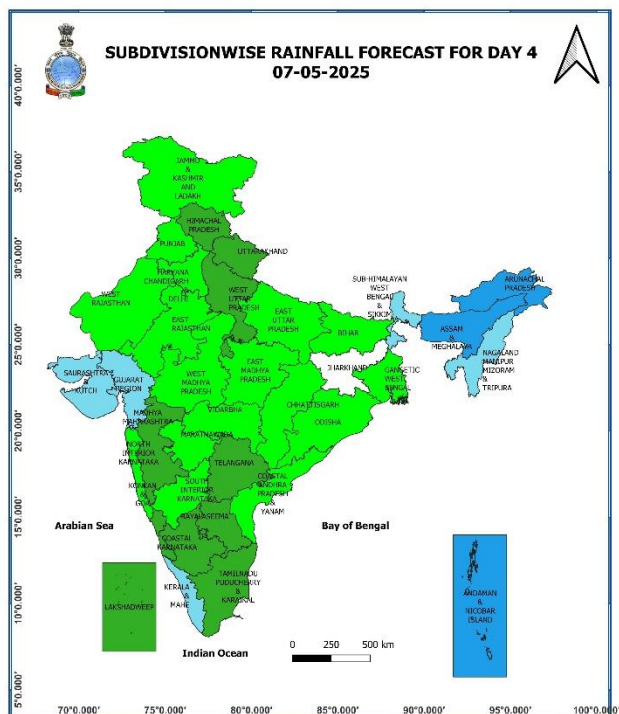 SUBDIVISIONWISE RAINFALL FORECAST FOR DAY 4
07-05-2025
40°0.000'
35°0.000'
30°0.000'
25°0.000'
20°0.000'
15°0.000'
10°0.000'
5°0.000'
JAMMU
&
KASHMIR
AND
LADAKH
HIMACHAL
PRADESH
PUNJAB
UTTARAKHAND
HARYANA
CHANDIGARH
&
DELHI
WEST
UTTAR
PRADESH
WEST
RAJASTHAN
EAST
RAJASTHAN
EAST
UTTAR
PRADESH
BIHAR
SUB-HIMALAYAN
WEST
BENGAL
&
SIKKIM
ARUNACHAL
PRADESH
ASSAM
&
MEGHALAYA
NAGALAND
MANIPUR
MIZORAM
&
TRIPURA
SAURASHTRA
&
KUTCH
GUJARAT
REGION
WEST
MADHYA
PRADESH
EAST
MADHYA
PRADESH
JHARKHAND
GANGETIC
WEST
BENGAL
MADHYA
MAHARASHTRA
VIDARBHA
CHHATTISGARH
ODISHA
MARATHAWADA
NORTH
INTERIOR
KARNATAKA
TELANGANA
KONKAN
&
GOA
SOUTH
INTERIOR
KARNATAKA
COASTAL
ANDHRA
PRADESH
&
YANAM
RAYALASEEMA
COASTAL
KARNATAKA
Arabian Sea
Bay of Bengal
LAKSHADWEEP
KERALA
&
MAHE
TAMILNADU
PUDUCHERRY
&
KARAIKAL
ANDAMAN
&
NICOBAR
ISLAND
Indian Ocean
0 250 500 km
70°0.000' 75°0.000' 80°0.000' 85°0.000' 90°0.000' 95°0.000' 100°0.000'